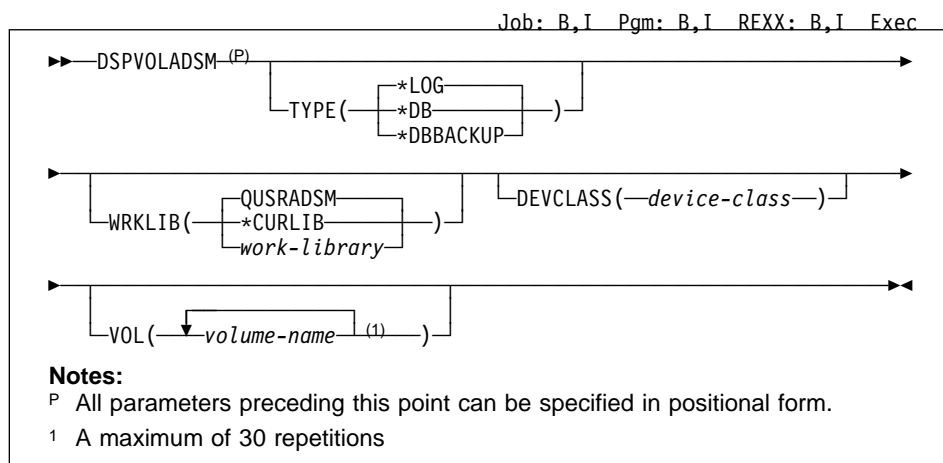 Job: B,I Pgm: B,I REXX: B,I Exec
DSPVOLADSM (P)
TYPE( *LOG )
*DB
*DBBACKUP
WRKLIB( QUSRADSM )
*CURLIB
work-library
DEVCLASS( device-class )
VOL( volume-name (1) )
Notes:
P All parameters preceding this point can be specified in positional form.
1 A maximum of 30 repetitions